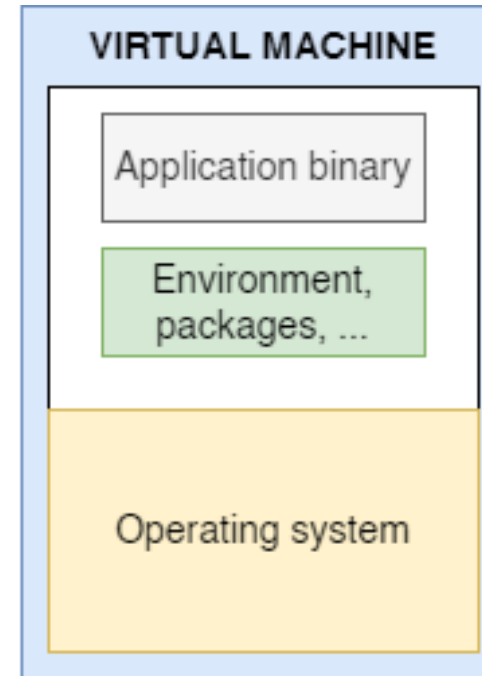 VIRTUAL MACHINE
Application binary
Environment,
packages, ...
Operating system